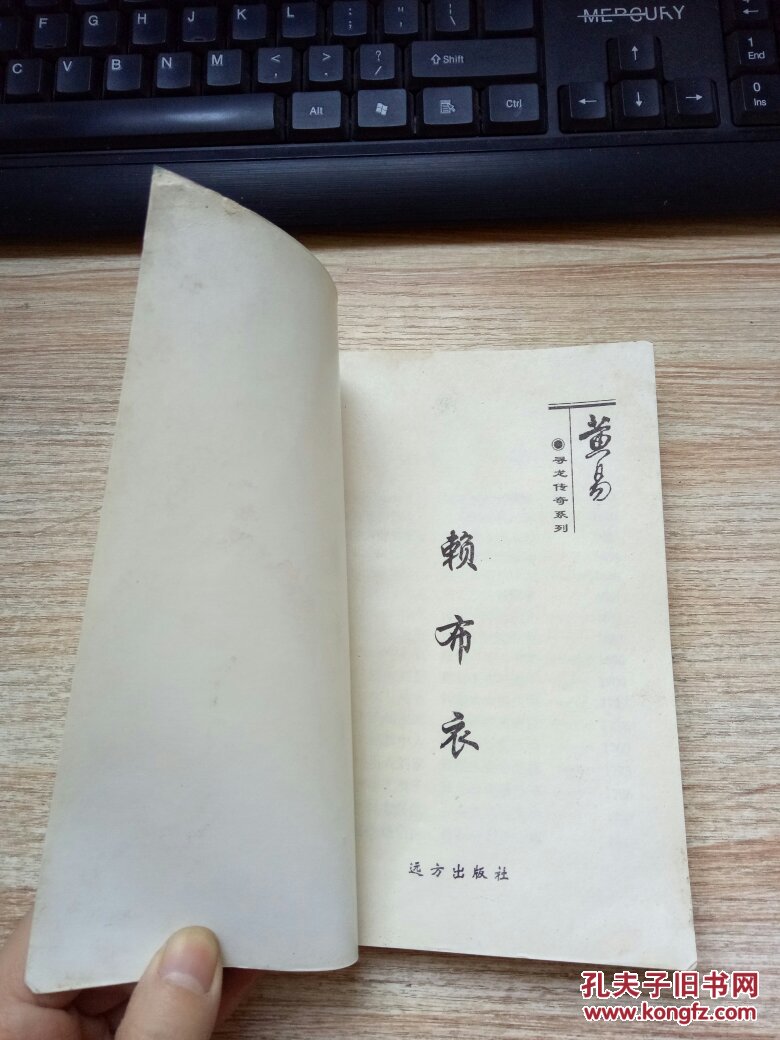 MERCURY
F G H J K L : ; " '
C V B N M < , > . ? / ⇧ Shift ↑ 1 End
Alt Ctrl ← ↓ → 0 Ins
黄易
寻龙传奇系列
赖布衣
远方出版社
孔夫子旧书网
www.kongfz.com